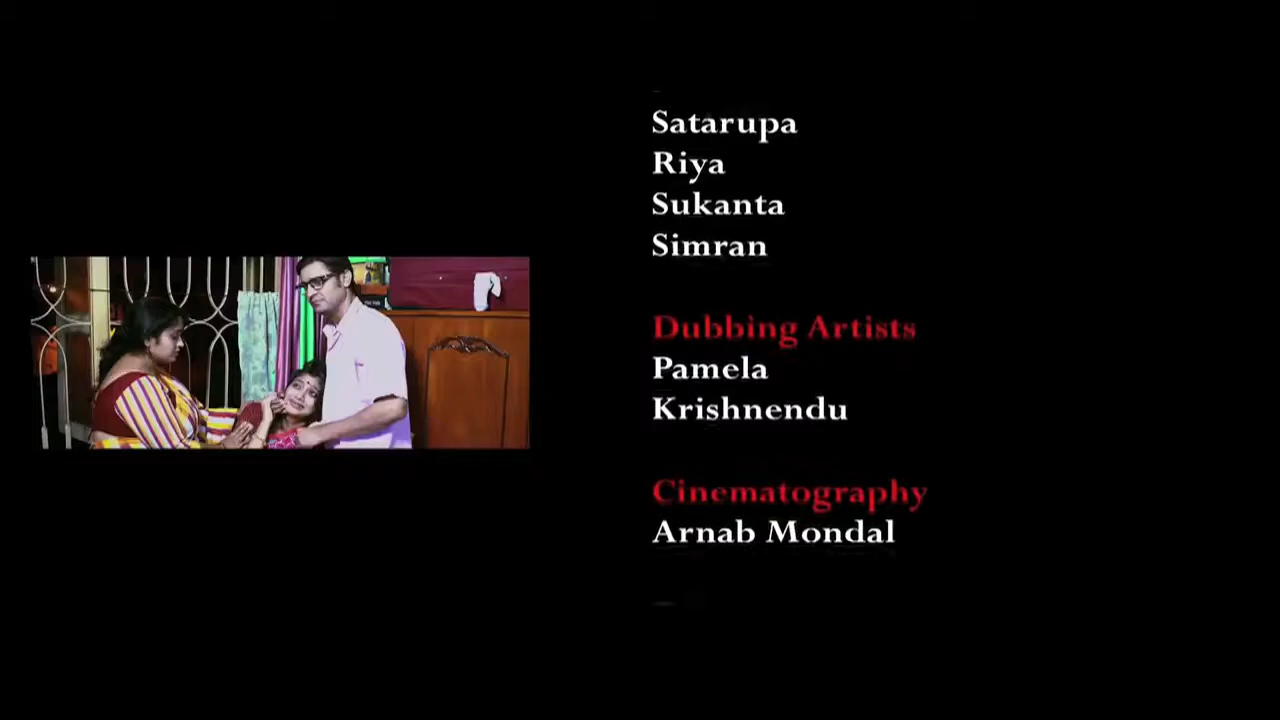 Satarupa
Riya
Sukanta
Simran
Dubbing Artists
Pamela
Krishnendu
Cinematography
Arnab Mondal